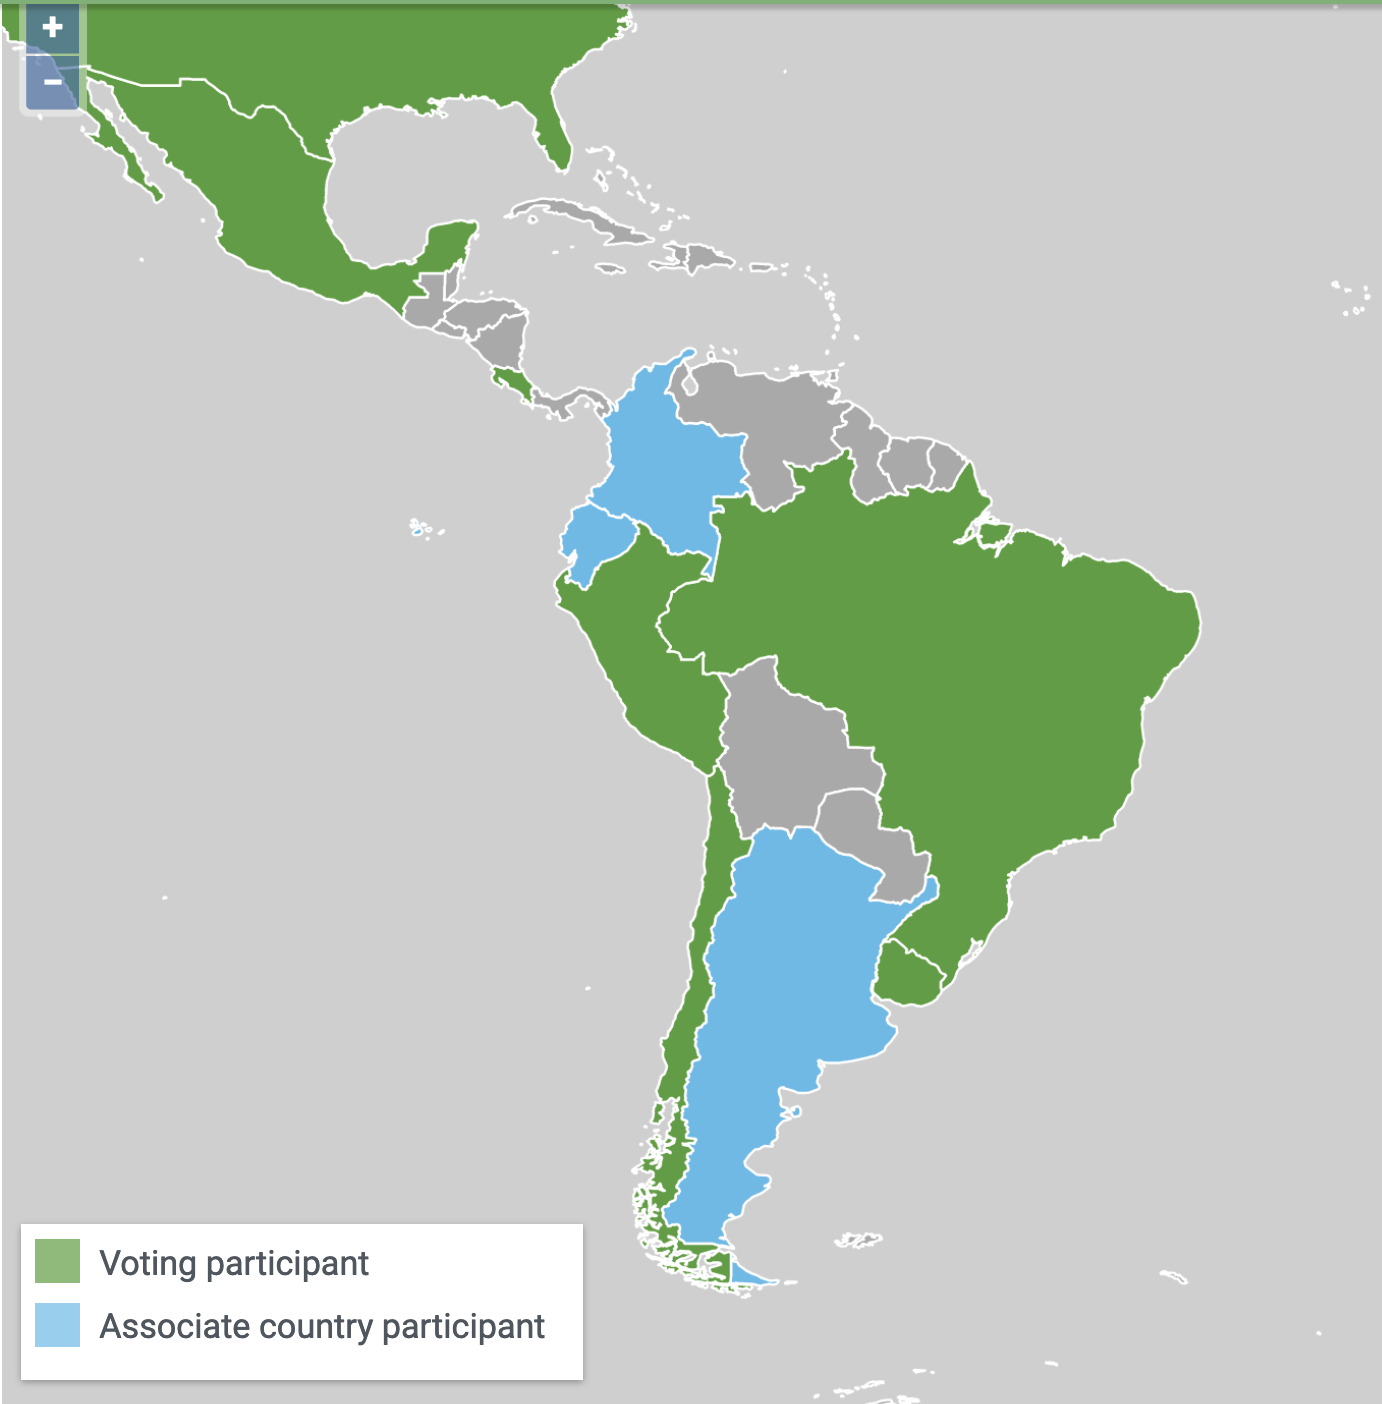 +
−
Voting participant
Associate country participant